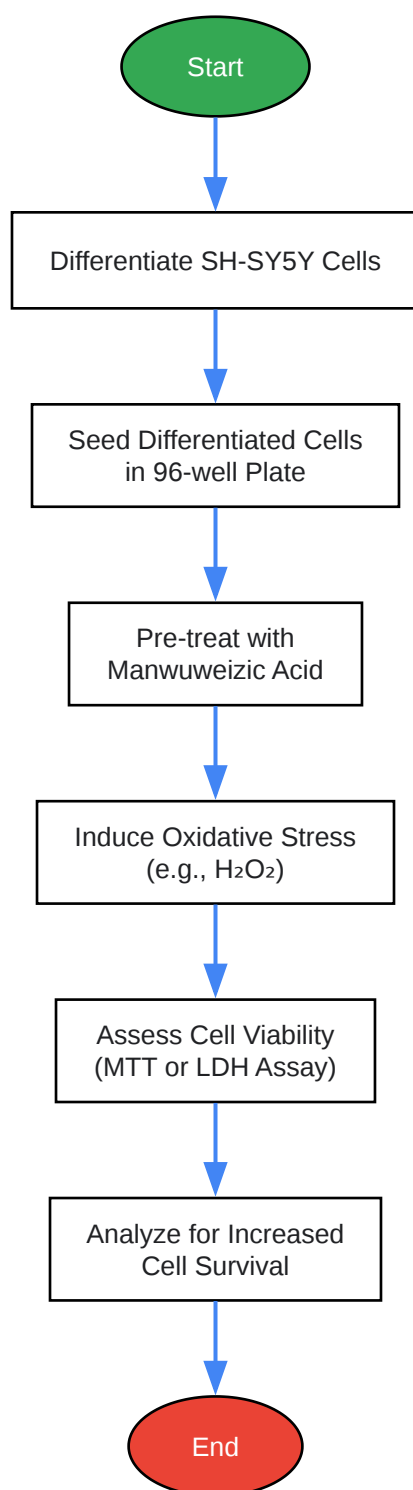 Start
Differentiate SH-SY5Y Cells
Seed Differentiated Cells
in 96-well Plate
Pre-treat with
Manwuweizic Acid
Induce Oxidative Stress
(e.g., H₂O₂)
Assess Cell Viability
(MTT or LDH Assay)
Analyze for Increased
Cell Survival
End